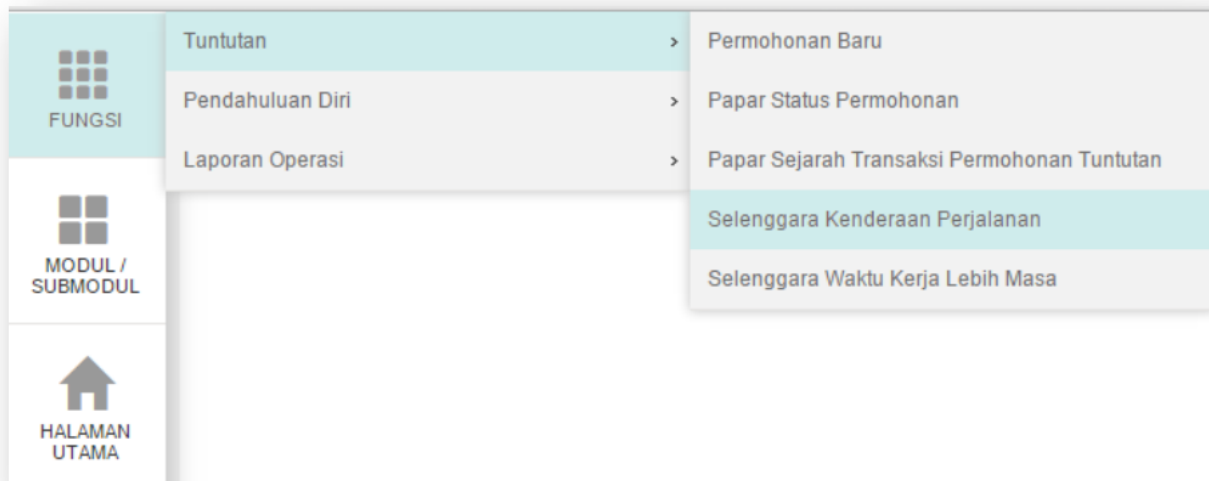 FUNGSI
MODUL /
SUBMODUL
HALAMAN
UTAMA
Tuntutan
Pendahuluan Diri
Laporan Operasi
Permohonan Baru
Papar Status Permohonan
Papar Sejarah Transaksi Permohonan Tuntutan
Selenggara Kenderaan Perjalanan
Selenggara Waktu Kerja Lebih Masa